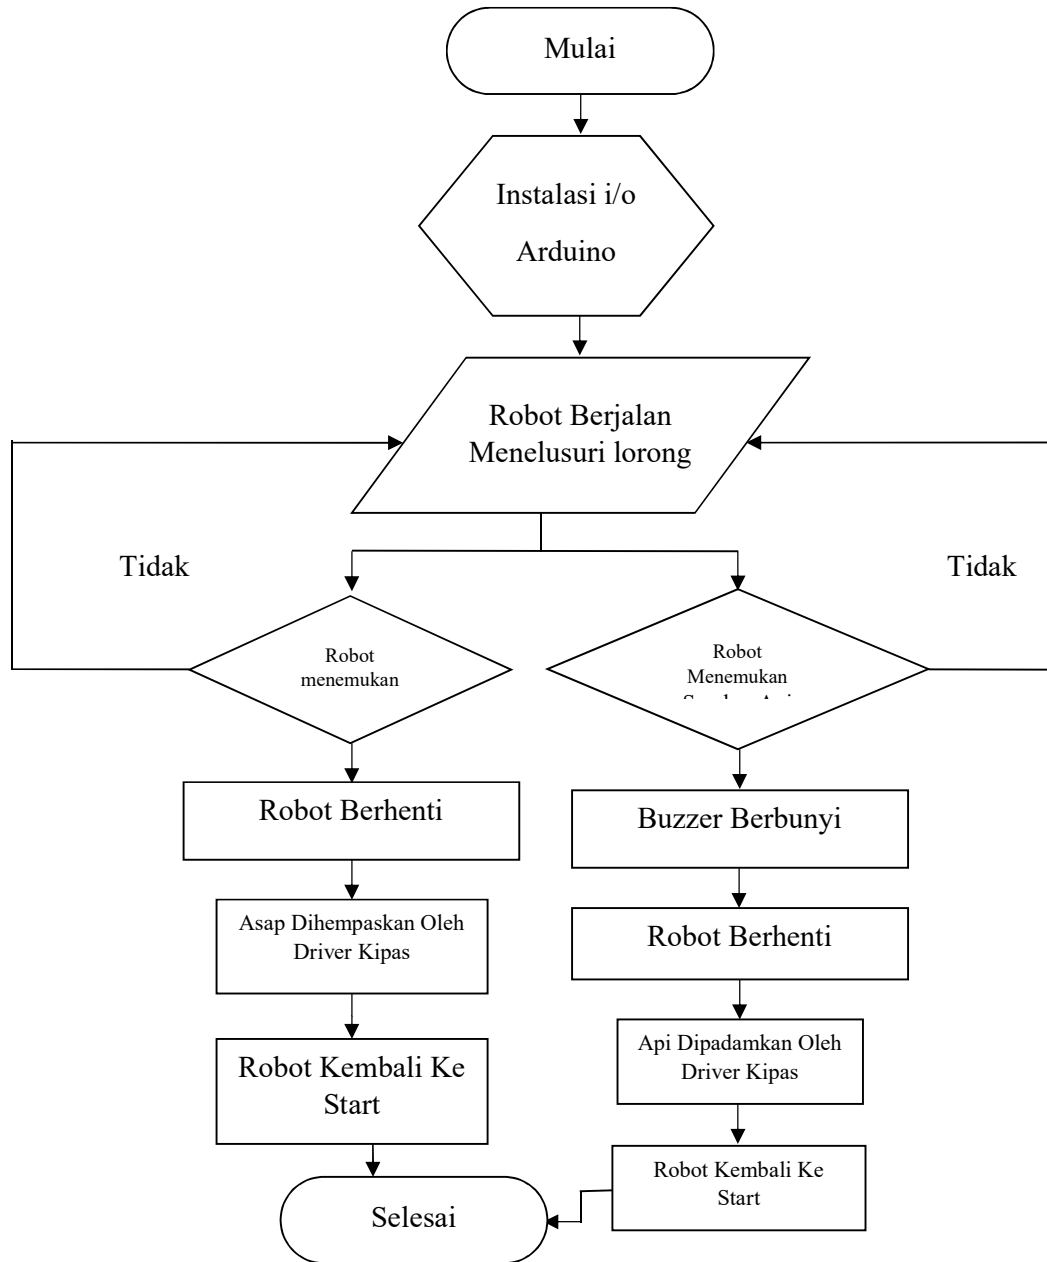 Mulai
Instalasi i/o
Arduino
Robot Berjalan
Menelusuri lorong
Tidak
Tidak
Robot
menemukan
Robot
Menemukan
Robot Berhenti
Asap Dihempaskan Oleh
Driver Kipas
Robot Kembali Ke
Start
Buzzer Berbunyi
Robot Berhenti
Api Dipadamkan Oleh
Driver Kipas
Robot Kembali Ke
Start
Selesai